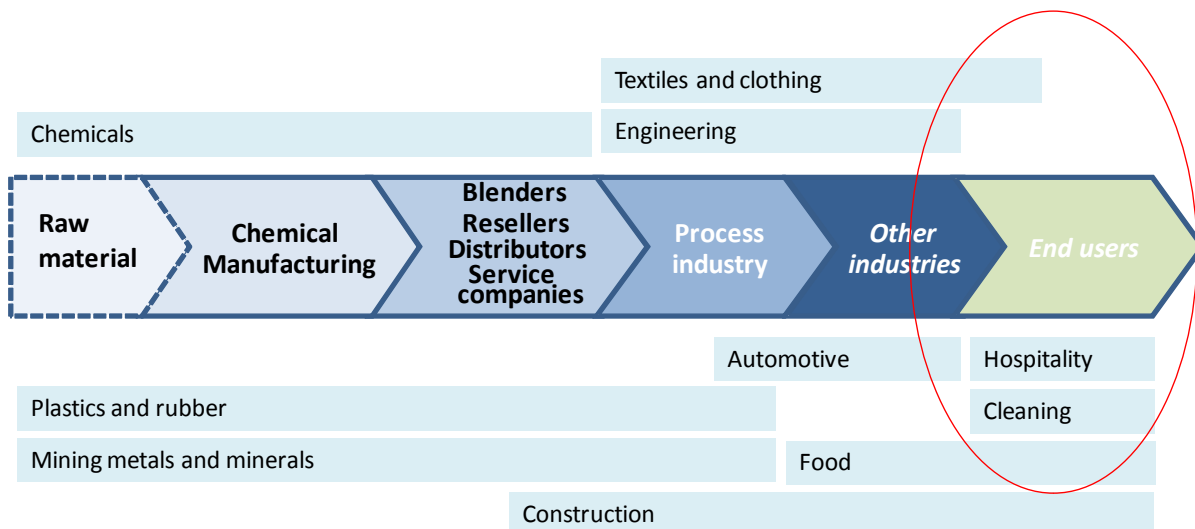 Textiles and clothing
Chemicals
Engineering
Raw
material
Chemical
Manufacturing
Blenders
Resellers
Distributors
Service
companies
Process
industry
Other
industries
End users
Automotive
Hospitality
Plastics and rubber
Cleaning
Mining metals and minerals
Food
Construction